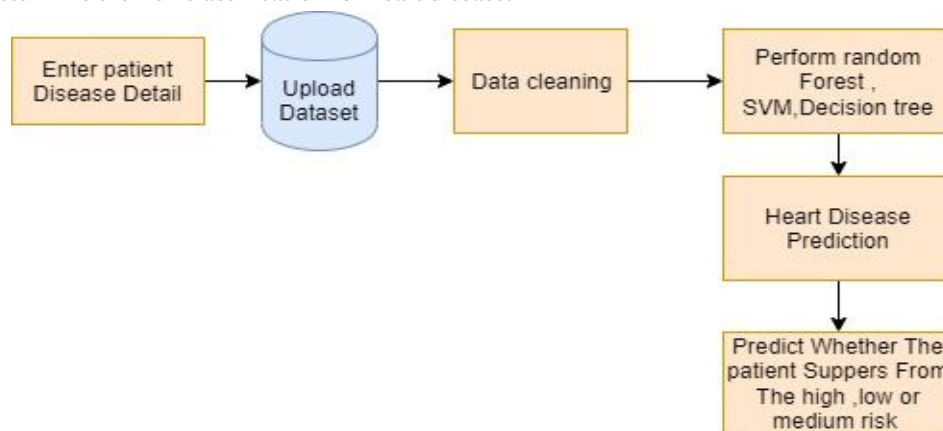 Enter patient
Disease Detail
Upload
Dataset
Data cleaning
Perform random
Forest ,
SVM,Decision tree
Heart Disease
Prediction
Predict Whether The
patient Suppers From
The high ,low or
medium risk